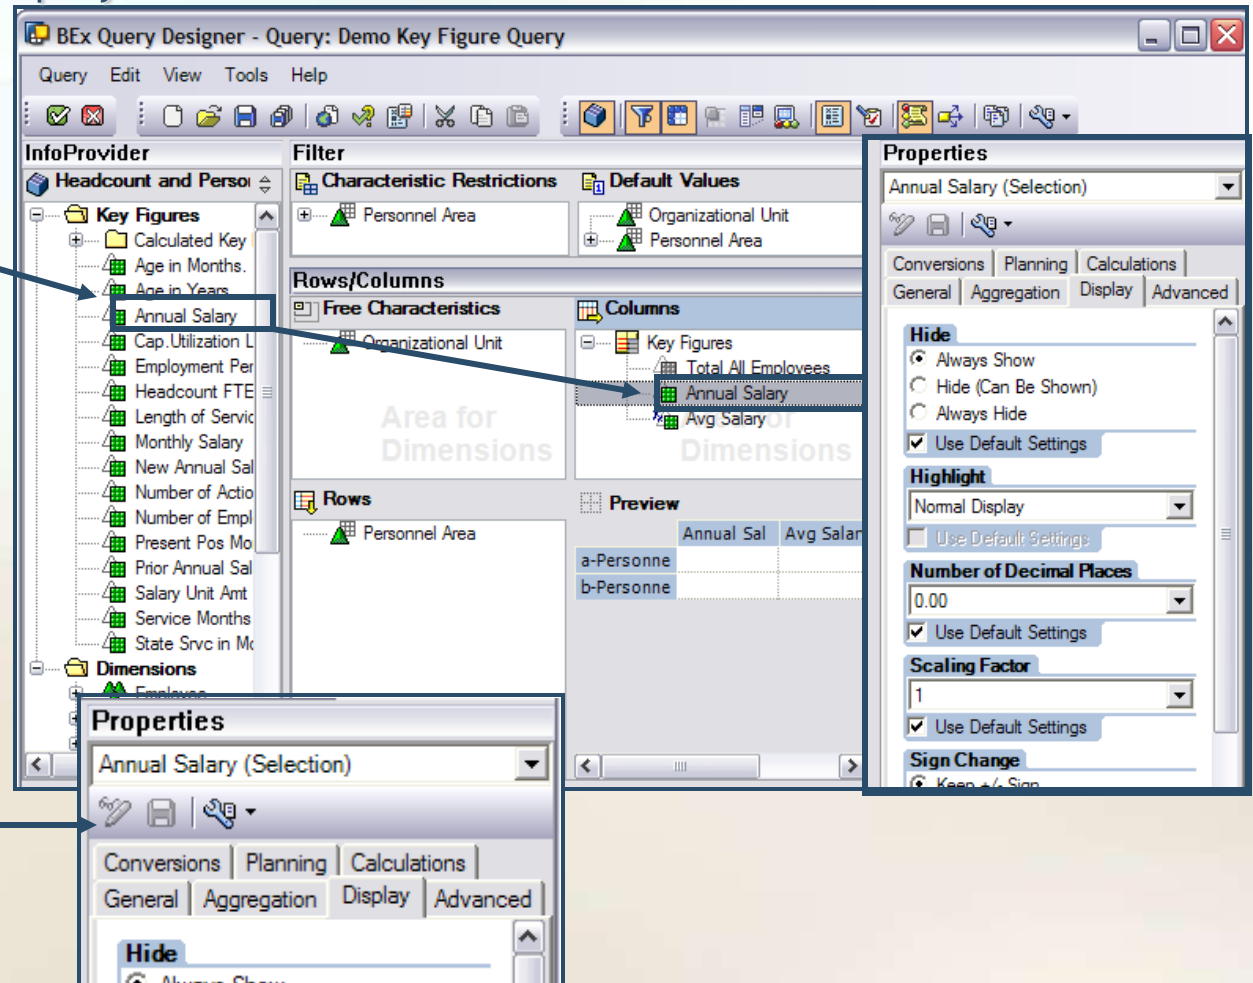 BEx Query Designer - Query: Demo Key Figure Query
Query Edit View Tools Help
InfoProvider
Headcount and Person
Key Figures
Calculated Key
Age in Months.
Age in Years
Annual Salary
Cap.Utilization L
Employment Per
Headcount FTE
Length of Servic
Monthly Salary
New Annual Sal
Number of Actio
Number of Empl
Present Pos Mo
Prior Annual Sal
Salary Unit Amt
Service Months
State Srvc in Mo
Dimensions
Employee
Filter
Characteristic Restrictions
Personnel Area
Default Values
Organizational Unit
Personnel Area
Rows/Columns
Free Characteristics
Organizational Unit
Area for
Dimensions
Columns
Key Figures
Total All Employees
Annual Salary
Avg Salary
Dimensions
Rows
Personnel Area
Preview
Annual Sal Avg Salar
a-Personne
b-Personne
Properties
Annual Salary (Selection)
Conversions Planning Calculations
General Aggregation Display Advanced
Hide
Always Show
Hide (Can Be Shown)
Always Hide
Use Default Settings
Highlight
Normal Display
Use Default Settings
Number of Decimal Places
0.00
Use Default Settings
Scaling Factor
1
Use Default Settings
Sign Change
Keep +/- Sign
Properties
Annual Salary (Selection)
Conversions Planning Calculations
General Aggregation Display Advanced
Hide
Always Show